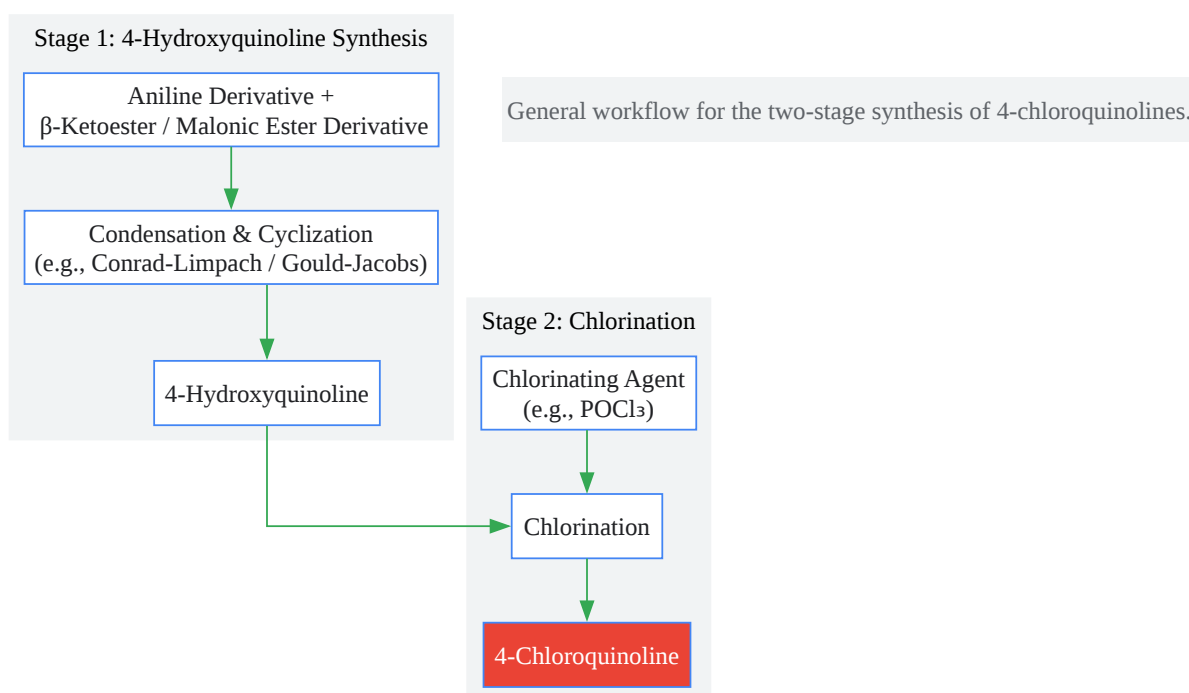 Stage 1: 4-Hydroxyquinoline Synthesis
Aniline Derivative +
β-Ketoester / Malonic Ester Derivative
General workflow for the two-stage synthesis of 4-chloroquinolines.
Condensation & Cyclization
(e.g., Conrad-Limpach / Gould-Jacobs)
4-Hydroxyquinoline
Stage 2: Chlorination
Chlorinating Agent
(e.g., POCl₃)
Chlorination
4-Chloroquinoline